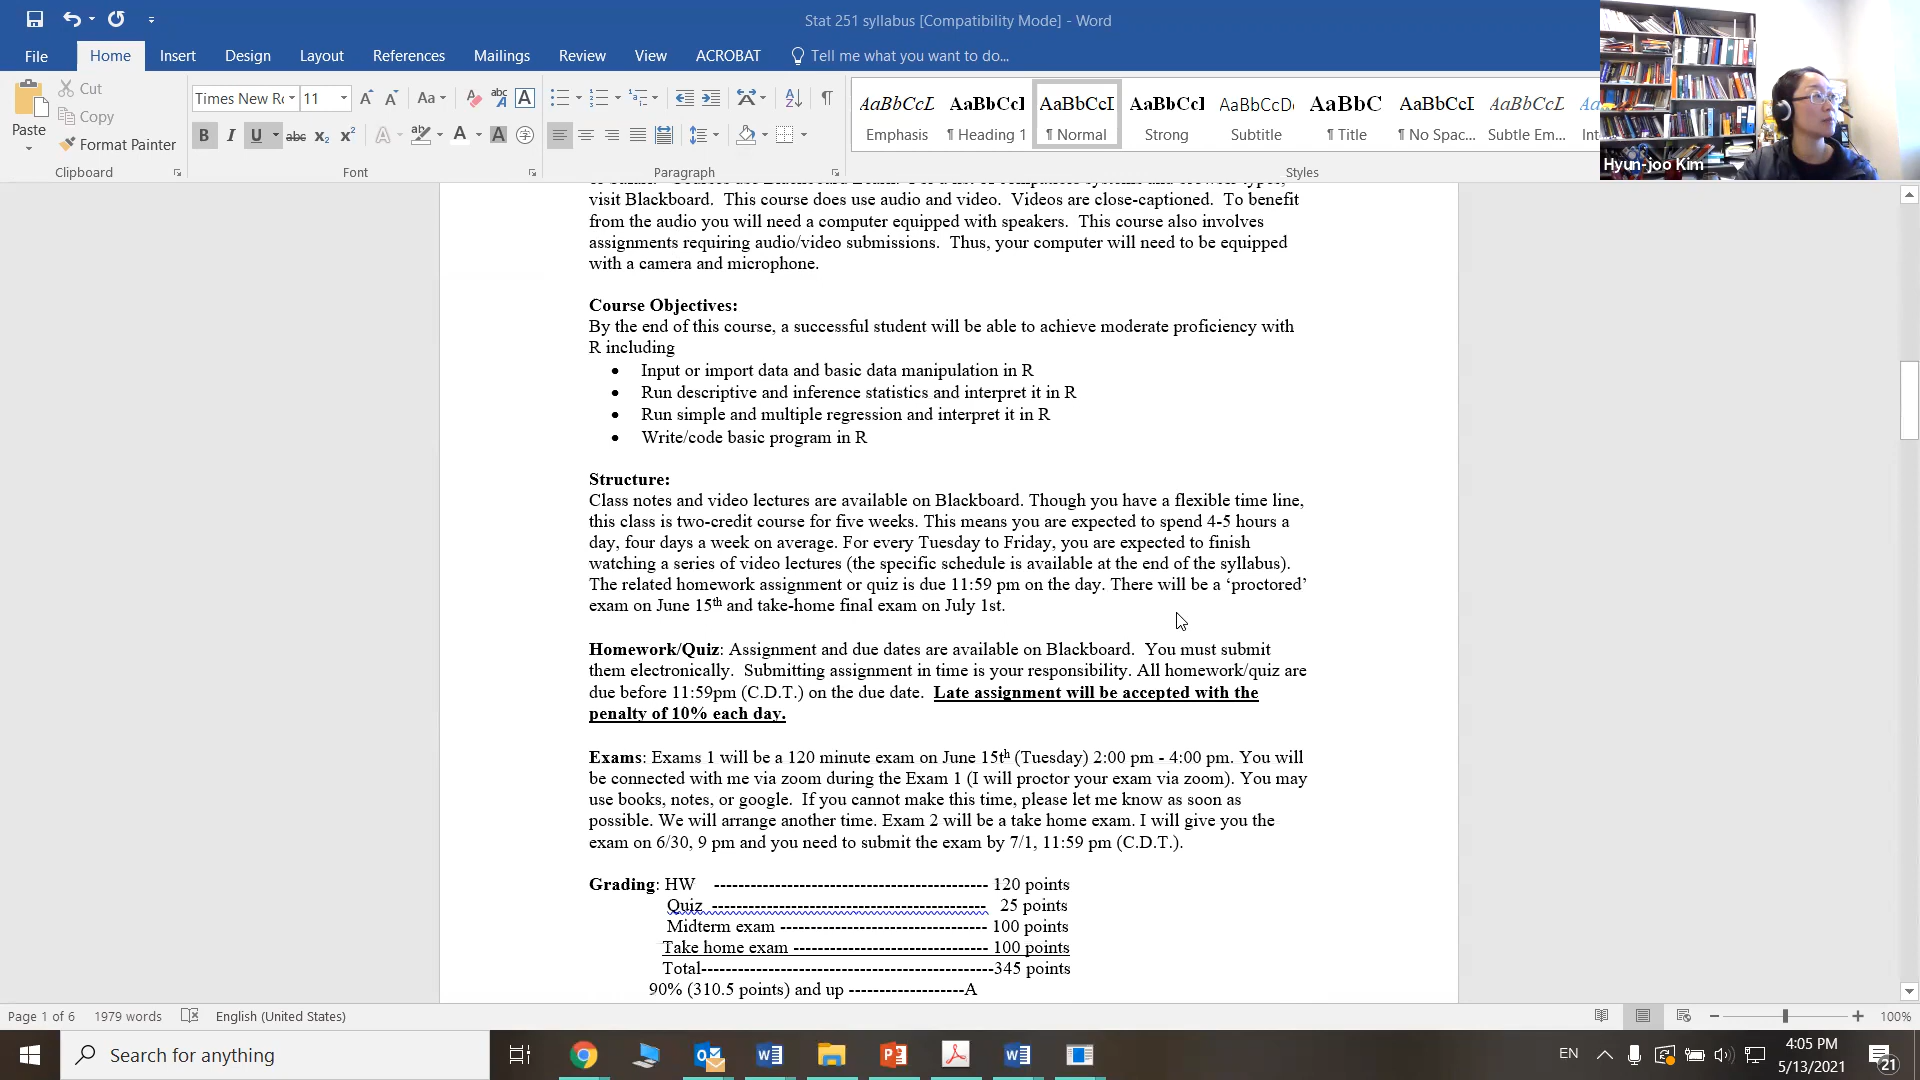 Stat 251 syllabus [Compatibility Mode] - Word
File Home Insert Design Layout References Mailings Review View ACROBAT Tell me what you want to do...
Paste
Cut
Copy
Format Painter
Clipboard
Times New Ro 11
Font
Paragraph
AaBbCcI Emphasis
AaBbCcI ¶ Heading 1
AaBbCcI ¶ Normal
AaBbCcI Strong
AaBbCcDc Subtitle
AaBbC ¶ Title
AaBbCcI ¶ No Spac...
AaBbCcI Subtle Em...
Styles
Hyun-joo Kim
visit Blackboard. This course does use audio and video. Videos are close-captioned. To benefit
from the audio you will need a computer equipped with speakers. This course also involves
assignments requiring audio/video submissions. Thus, your computer will need to be equipped
with a camera and microphone.
Course Objectives:
By the end of this course, a successful student will be able to achieve moderate proficiency with
R including
• Input or import data and basic data manipulation in R
• Run descriptive and inference statistics and interpret it in R
• Run simple and multiple regression and interpret it in R
• Write/code basic program in R
Structure:
Class notes and video lectures are available on Blackboard. Though you have a flexible time line,
this class is two-credit course for five weeks. This means you are expected to spend 4-5 hours a
day, four days a week on average. For every Tuesday to Friday, you are expected to finish
watching a series of video lectures (the specific schedule is available at the end of the syllabus).
The related homework assignment or quiz is due 11:59 pm on the day. There will be a ‘proctored’
exam on June 15th and take-home final exam on July 1st.
Homework/Quiz: Assignment and due dates are available on Blackboard. You must submit
them electronically. Submitting assignment in time is your responsibility. All homework/quiz are
due before 11:59pm (C.D.T.) on the due date. Late assignment will be accepted with the
penalty of 10% each day.
Exams: Exams 1 will be a 120 minute exam on June 15th (Tuesday) 2:00 pm - 4:00 pm. You will
be connected with me via zoom during the Exam 1 (I will proctor your exam via zoom). You may
use books, notes, or google. If you cannot make this time, please let me know as soon as
possible. We will arrange another time. Exam 2 will be a take home exam. I will give you the
exam on 6/30, 9 pm and you need to submit the exam by 7/1, 11:59 pm (C.D.T.).
Grading: HW ---------------------------------------------- 120 points
Quiz ---------------------------------------------- 25 points
Midterm exam ----------------------------------- 100 points
Take home exam --------------------------------- 100 points
Total-------------------------------------------------345 points
90% (310.5 points) and up -------------------A
Page 1 of 6 1979 words English (United States) 100%
Search for anything
EN 4:05 PM
5/13/2021
21